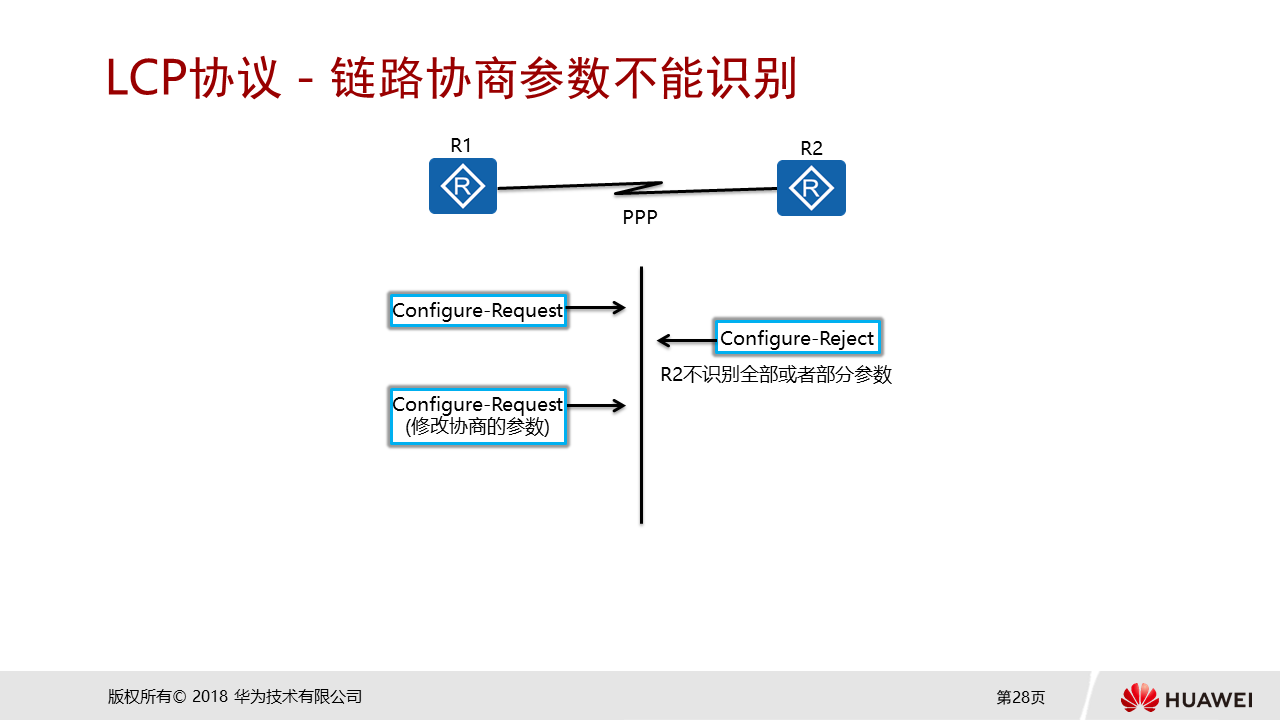 LCP协议 - 链路协商参数不能识别
R1
R2
R
R
PPP
Configure-Request
Configure-Reject
R2不识别全部或者部分参数
Configure-Request
(修改协商的参数)
版权所有© 2018 华为技术有限公司
第28页
HUAWEI